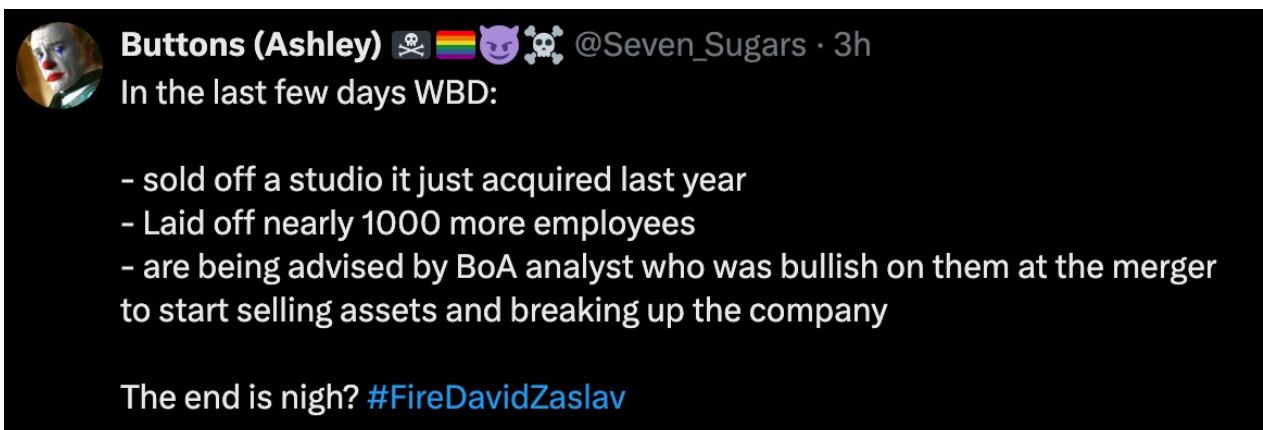 Buttons (Ashley) 🏴‍☠️🏳️‍🌈😈☠️ @Seven_Sugars · 3h
In the last few days WBD:
- sold off a studio it just acquired last year
- Laid off nearly 1000 more employees
- are being advised by BoA analyst who was bullish on them at the merger
to start selling assets and breaking up the company
The end is nigh? #FireDavidZaslav